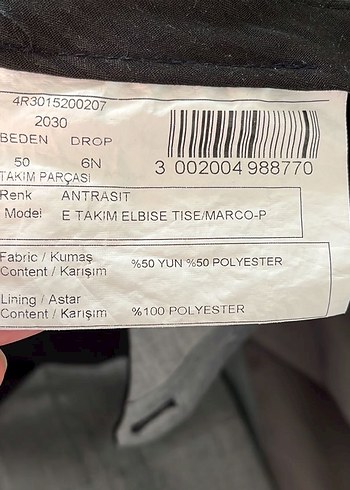 4R3015200207
2030
BEDEN DROP
50 6N
TAKIM PARÇASI
3 002004 988770
Renk ANTRASIT
Model E TAKIM ELBISE TISE/MARCO-P
Fabric / Kumaş
Content / Karışım %50 YUN %50 POLYESTER
Lining / Astar
Content / Karışım %100 POLYESTER